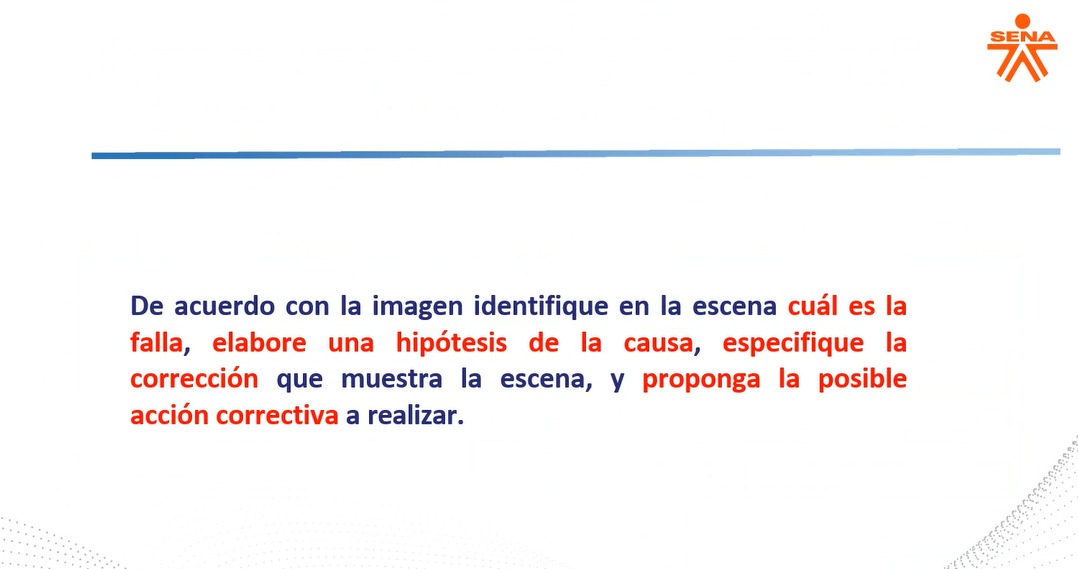 SENA
De acuerdo con la imagen identifique en la escena cuál es la
falla, elabore una hipótesis de la causa, especifique la
corrección que muestra la escena, y proponga la posible
acción correctiva a realizar.